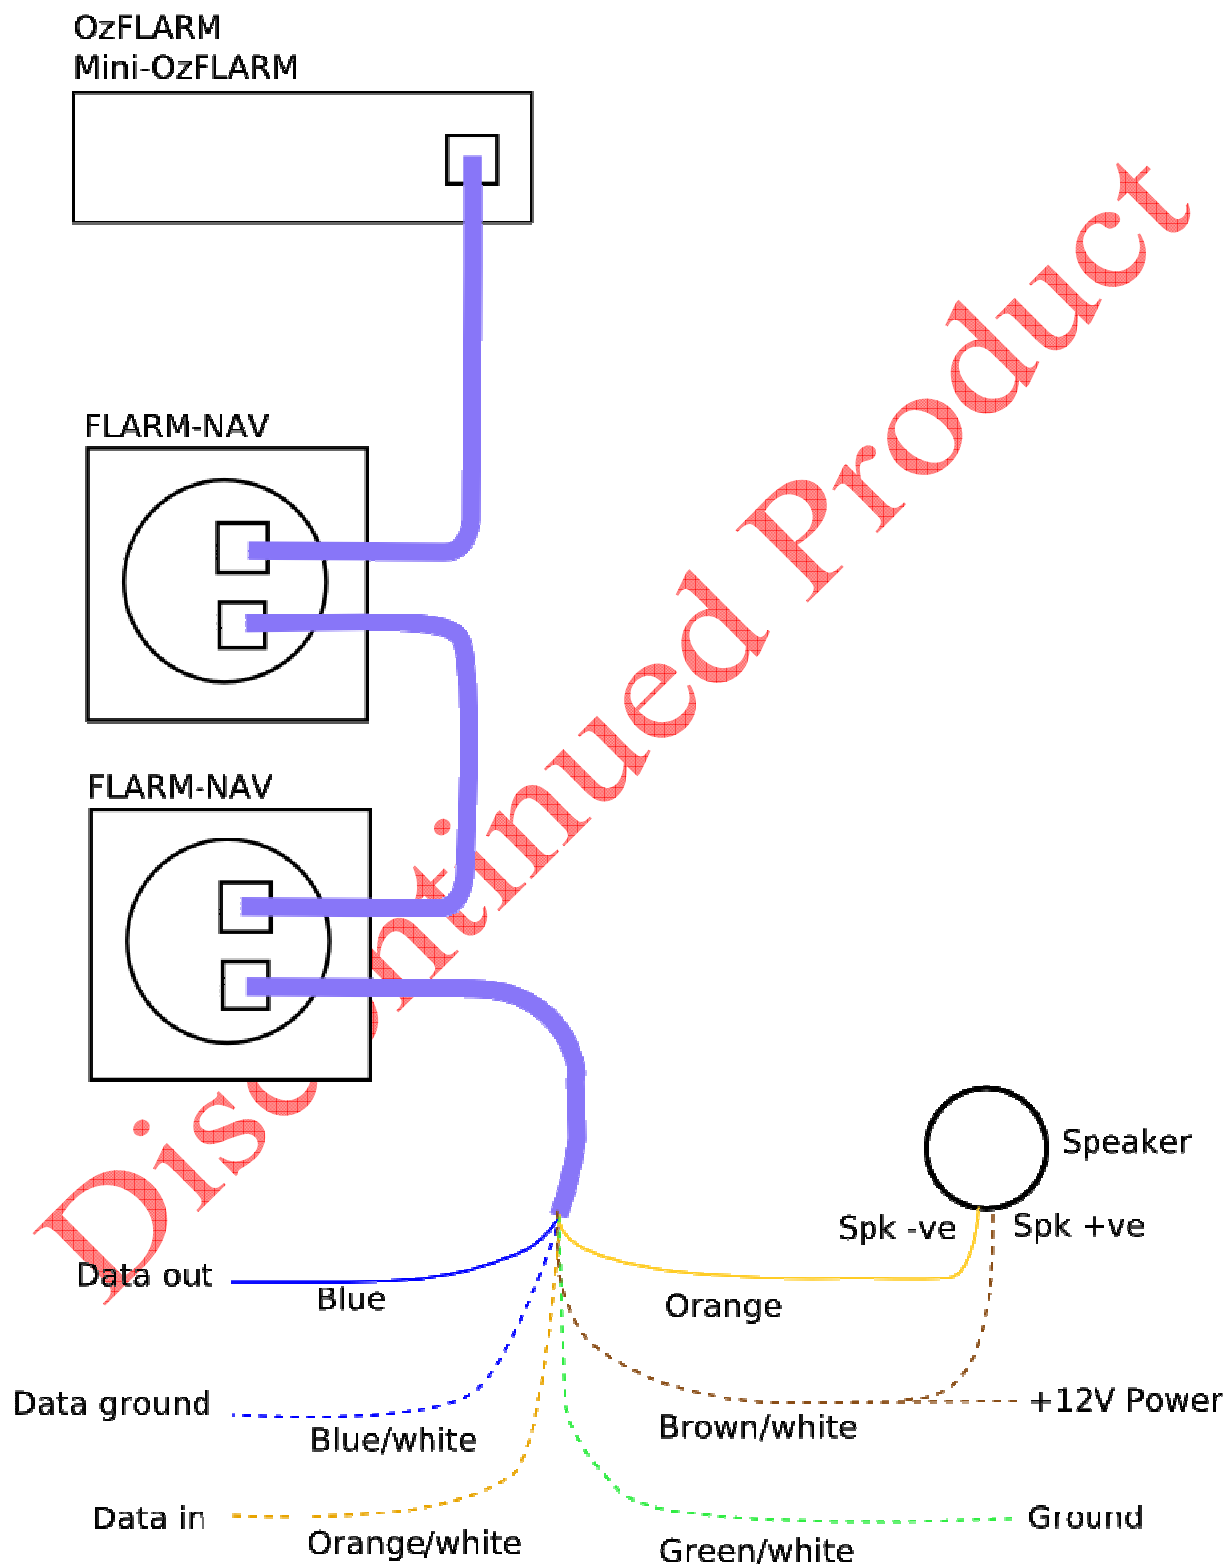 OzFLARM
Mini-OzFLARM
FLARM-NAV
FLARM-NAV
Discontinued Product
Speaker
Spk -ve
Spk +ve
Data out
Blue
Orange
Data ground
Blue/white
Brown/white
+12V Power
Data in
Orange/white
Green/white
Ground